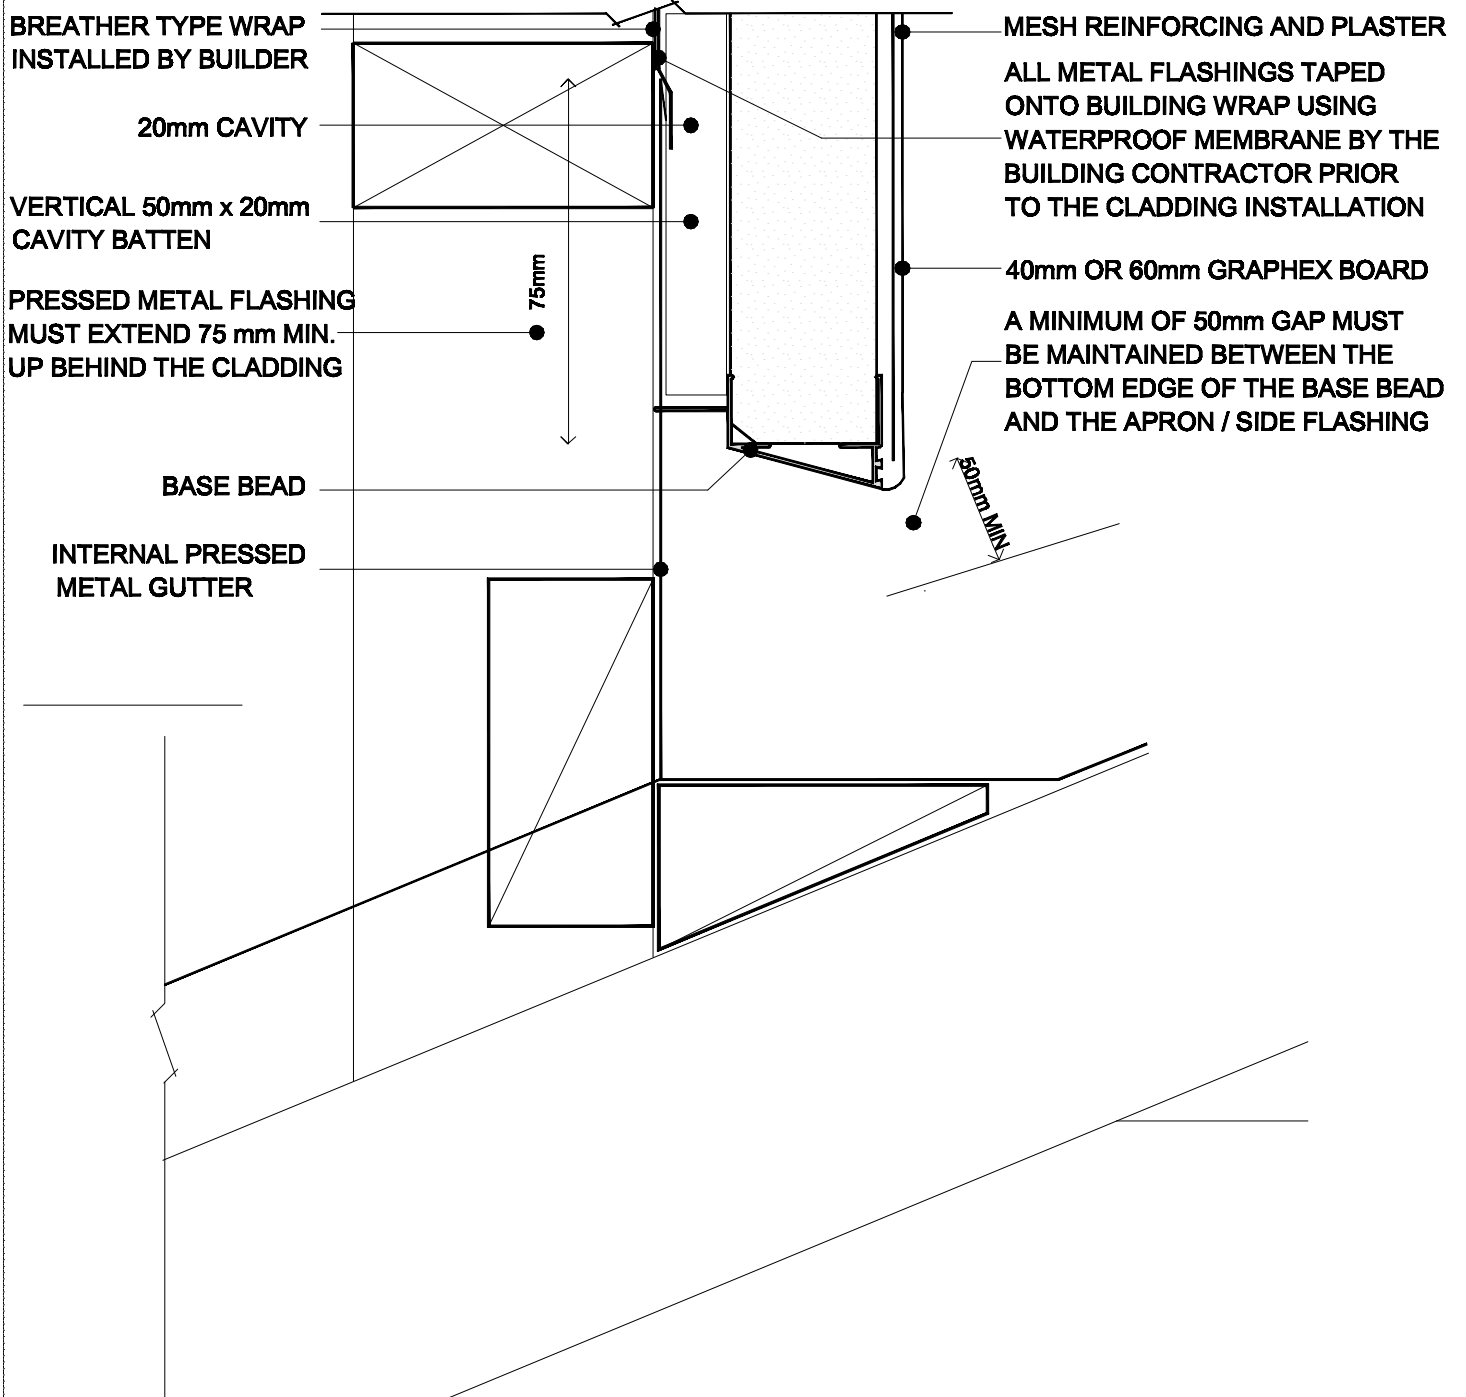 BREATHER TYPE WRAP
INSTALLED BY BUILDER
20mm CAVITY
VERTICAL 50mm x 20mm
CAVITY BATTEN
PRESSED METAL FLASHING
MUST EXTEND 75 mm MIN.
UP BEHIND THE CLADDING
75mm
BASE BEAD
INTERNAL PRESSED
METAL GUTTER
MESH REINFORCING AND PLASTER
ALL METAL FLASHINGS TAPED
ONTO BUILDING WRAP USING
WATERPROOF MEMBRANE BY THE
BUILDING CONTRACTOR PRIOR
TO THE CLADDING INSTALLATION
40mm OR 60mm GRAPHEX BOARD
A MINIMUM OF 50mm GAP MUST
BE MAINTAINED BETWEEN THE
BOTTOM EDGE OF THE BASE BEAD
AND THE APRON / SIDE FLASHING
50mm MIN